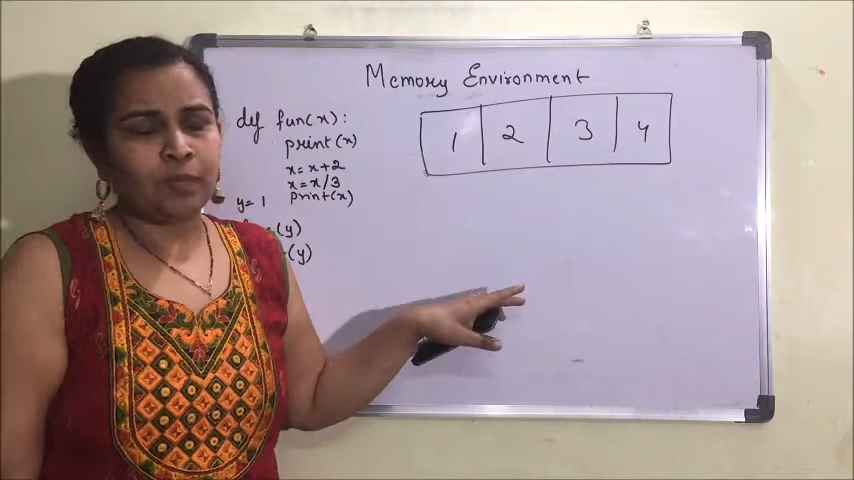 Memory Environment
def fun(x):
print(x)
x=x+2
x=x/3
print(x)
y=1
(y)
(y)
1 2 3 4